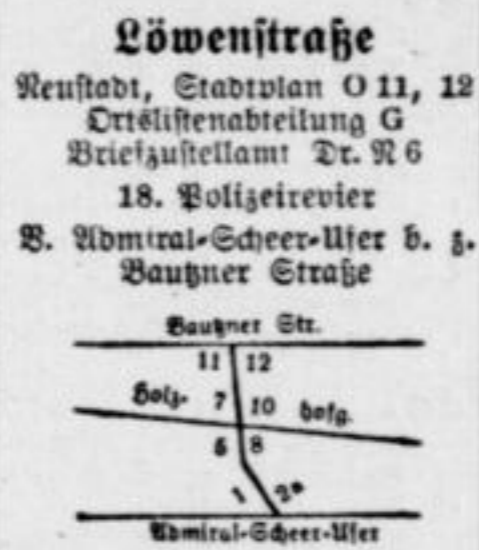 Löwenstraße
Neustadt, Stadtplan O 11, 12
Ortslistenabteilung G
Briefzustellamt Dr. N 6
18. Polizeirevier
V. Admiral-Scheer-Ufer b. z.
Bautzner Straße
Bautzner Str.
11 12
Holz- 7 10 hofg.
5 8
1 2a
Admiral-Scheer-Ufer